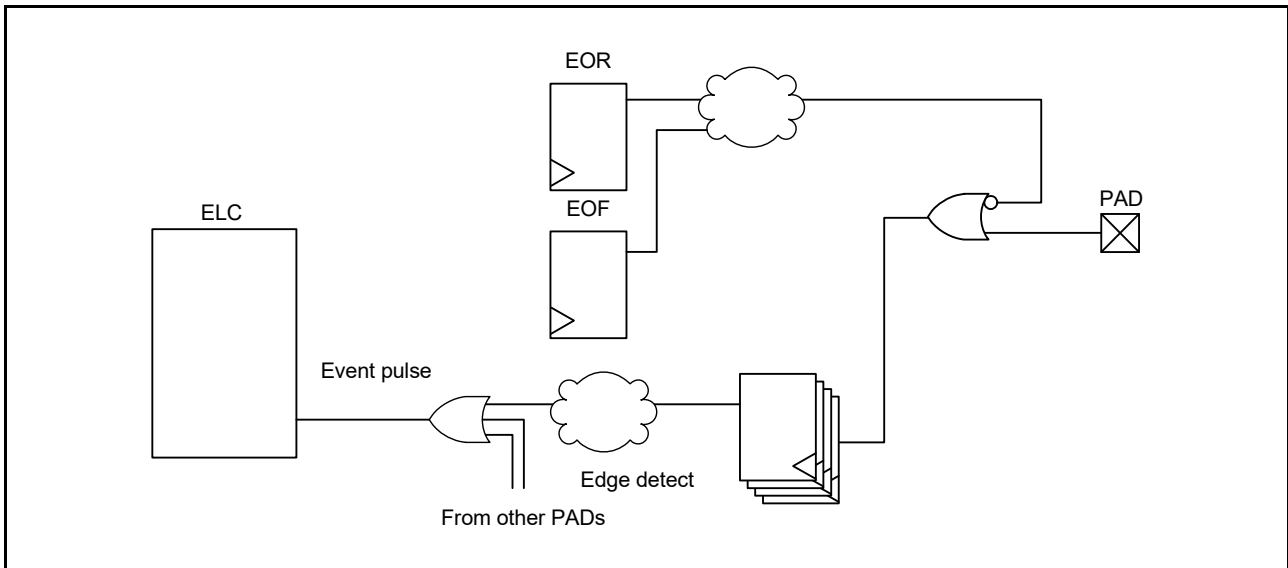 EOR
EOF
ELC
PAD
Event pulse
Edge detect
From other PADs